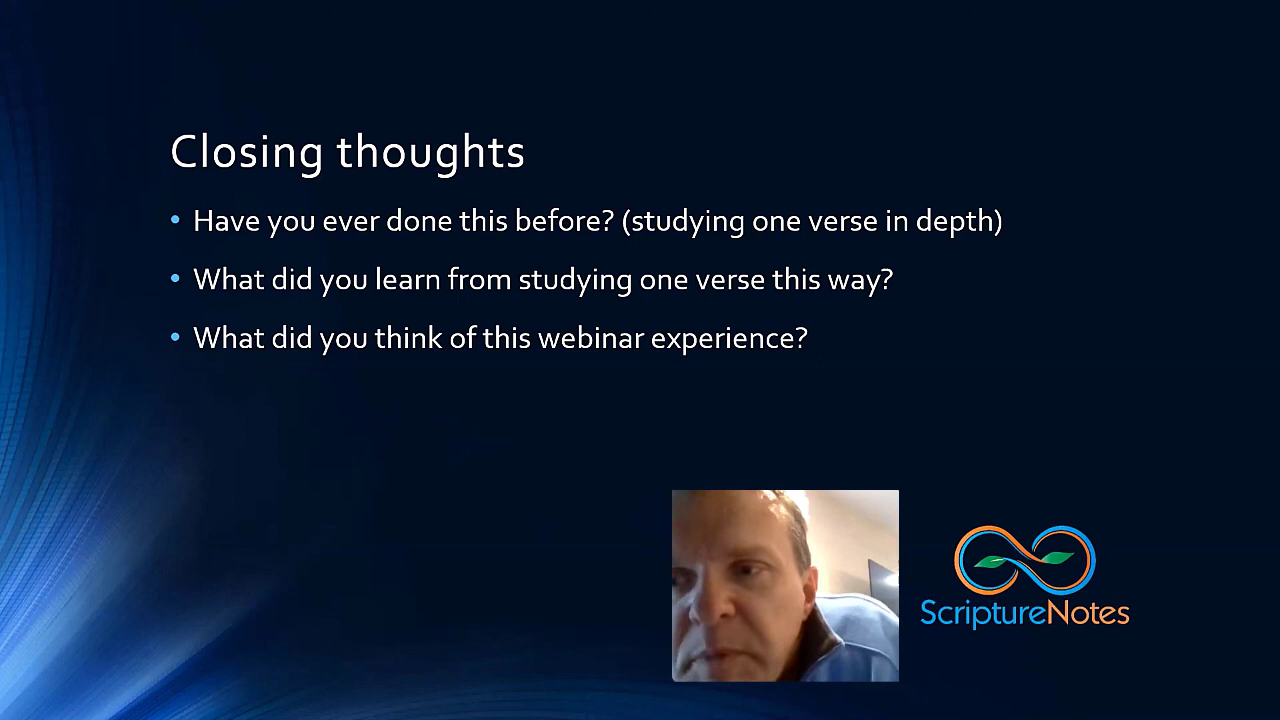 Closing thoughts
• Have you ever done this before? (studying one verse in depth)
• What did you learn from studying one verse this way?
• What did you think of this webinar experience?
ScriptureNotes